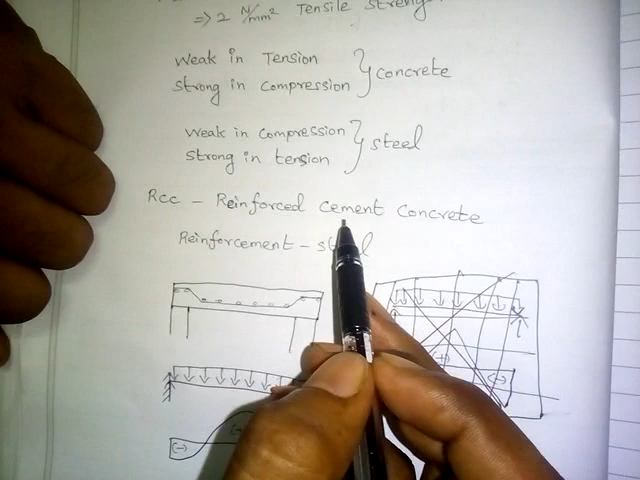 => 2 N/mm² Tensile strength
Weak in Tension
strong in compression } concrete
Weak in compression
strong in tension } steel
Rcc - Reinforced cement concrete
Reinforcement - steel
(-)
(-)